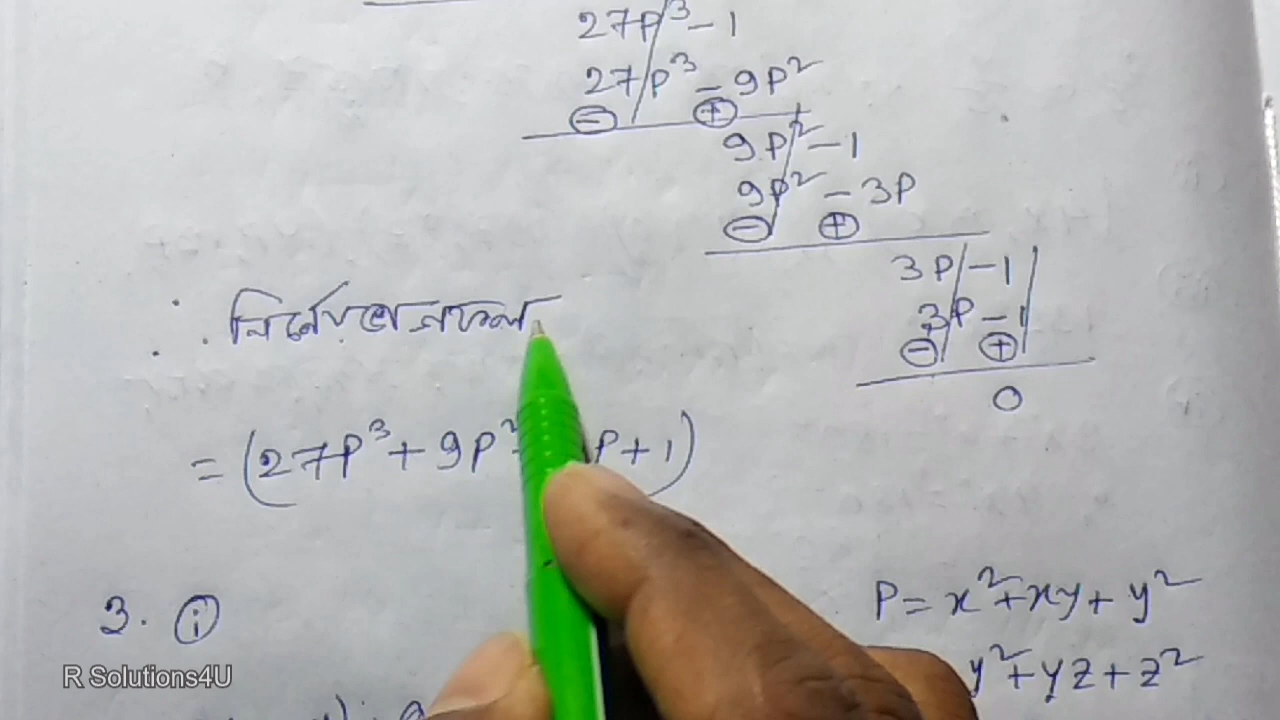 27P³ - 1
27P³ - 9P²
⊖ ⊕
9P² - 1
9P² - 3P
⊖ ⊕
3P - 1
3P - 1
⊖ ⊕
0
∴ নির্নেয় ভাগফল
= (27P³ + 9P² P + 1)
3. ⓘ
P = x² + xy + y²
y² + yz + z²
R Solutions4U